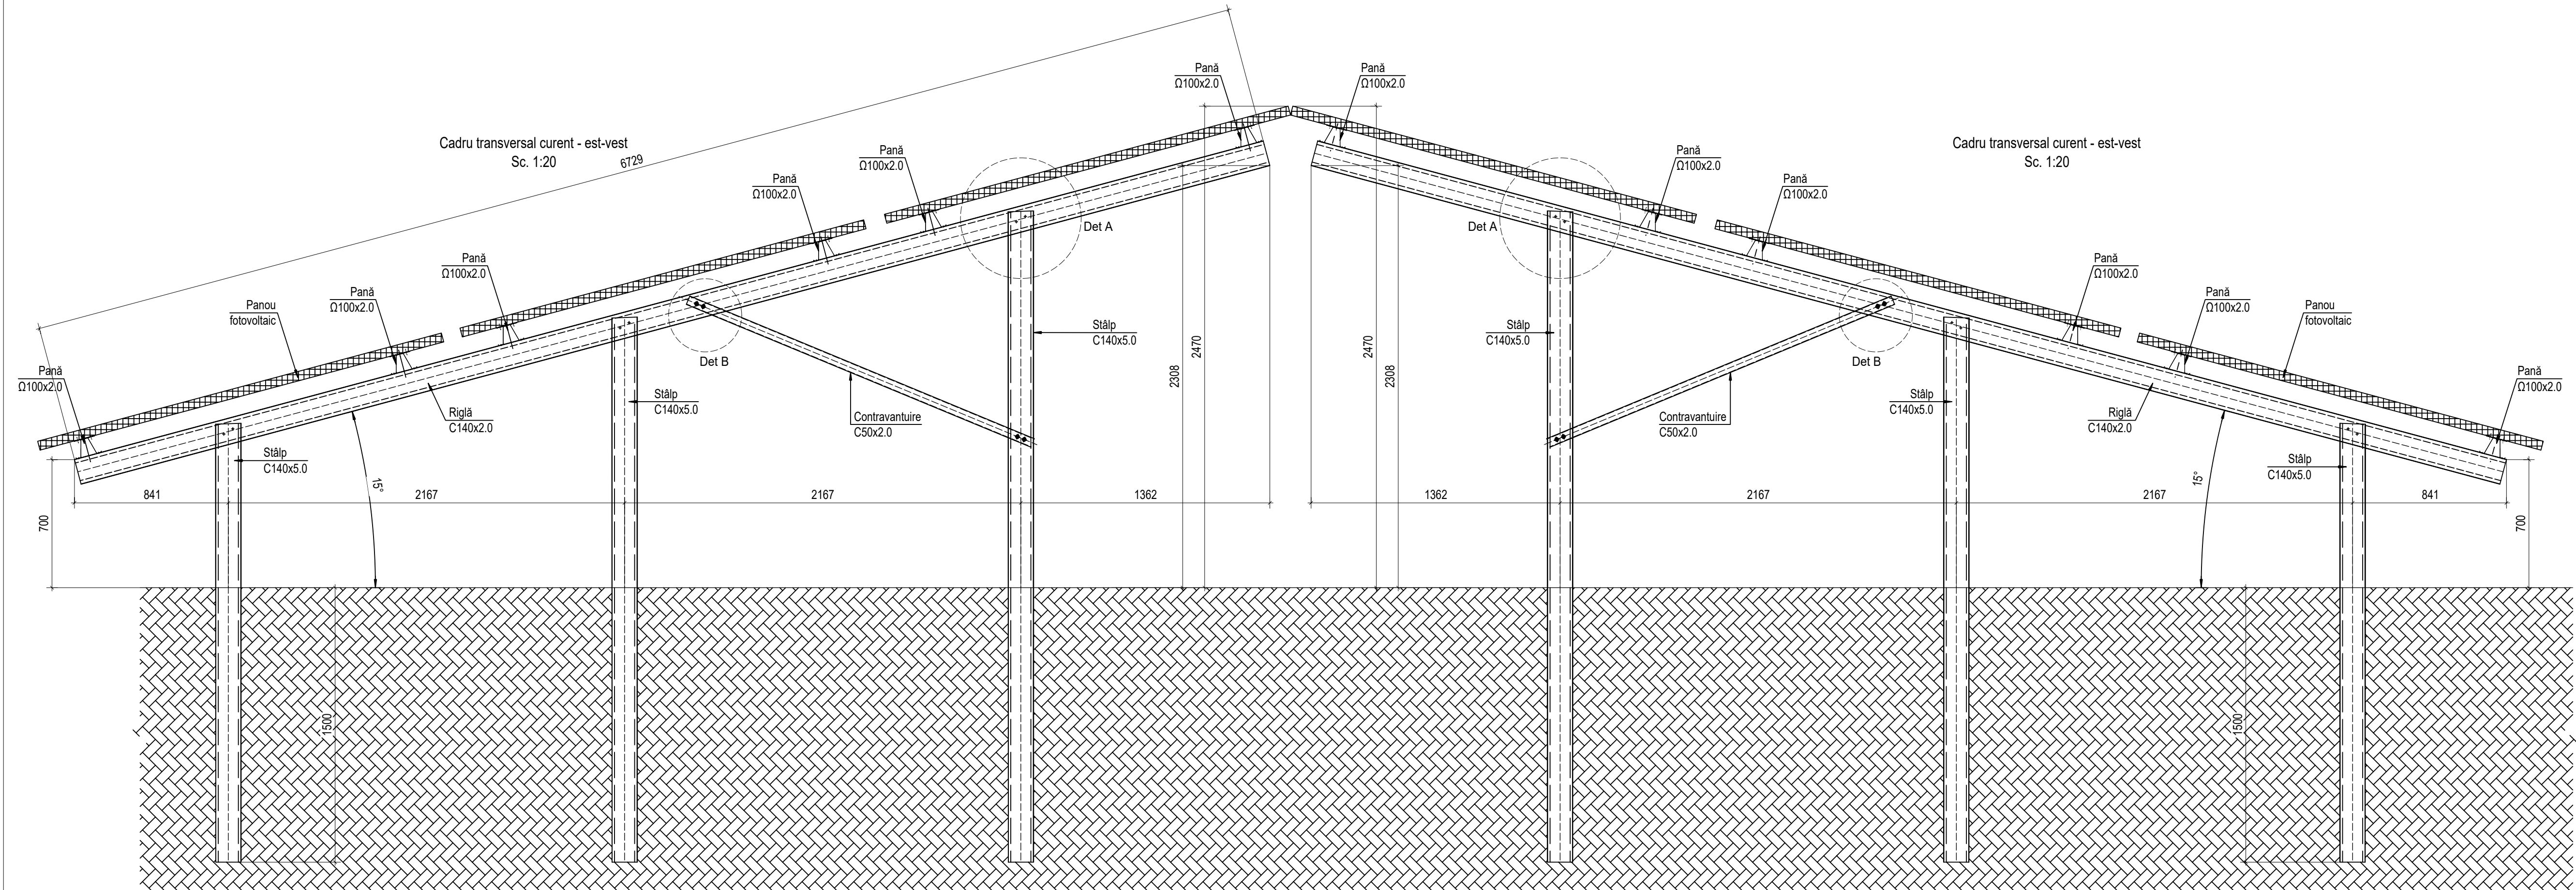 Cadru transversal curent - est-vest
Sc. 1:20
6729
Cadru transversal curent - est-vest
Sc. 1:20
Pană
Ω100x2.0
Pană
Ω100x2.0
Pană
Ω100x2.0
Pană
Ω100x2.0
Pană
Ω100x2.0
Pană
Ω100x2.0
Pană
Ω100x2.0
Pană
Ω100x2.0
Pană
Ω100x2.0
Pană
Ω100x2.0
Pană
Ω100x2.0
Pană
Ω100x2.0
Panou
fotovoltaic
Panou
fotovoltaic
Det A
Det A
Det B
Det B
Stâlp
C140x5.0
Stâlp
C140x5.0
Stâlp
C140x5.0
Stâlp
C140x5.0
Stâlp
C140x5.0
Stâlp
C140x5.0
Riglă
C140x2.0
Riglă
C140x2.0
Contravantuire
C50x2.0
Contravantuire
C50x2.0
2308
2470
2470
2308
15°
15°
841
2167
2167
1362
1362
2167
2167
841
700
700
1500
1500